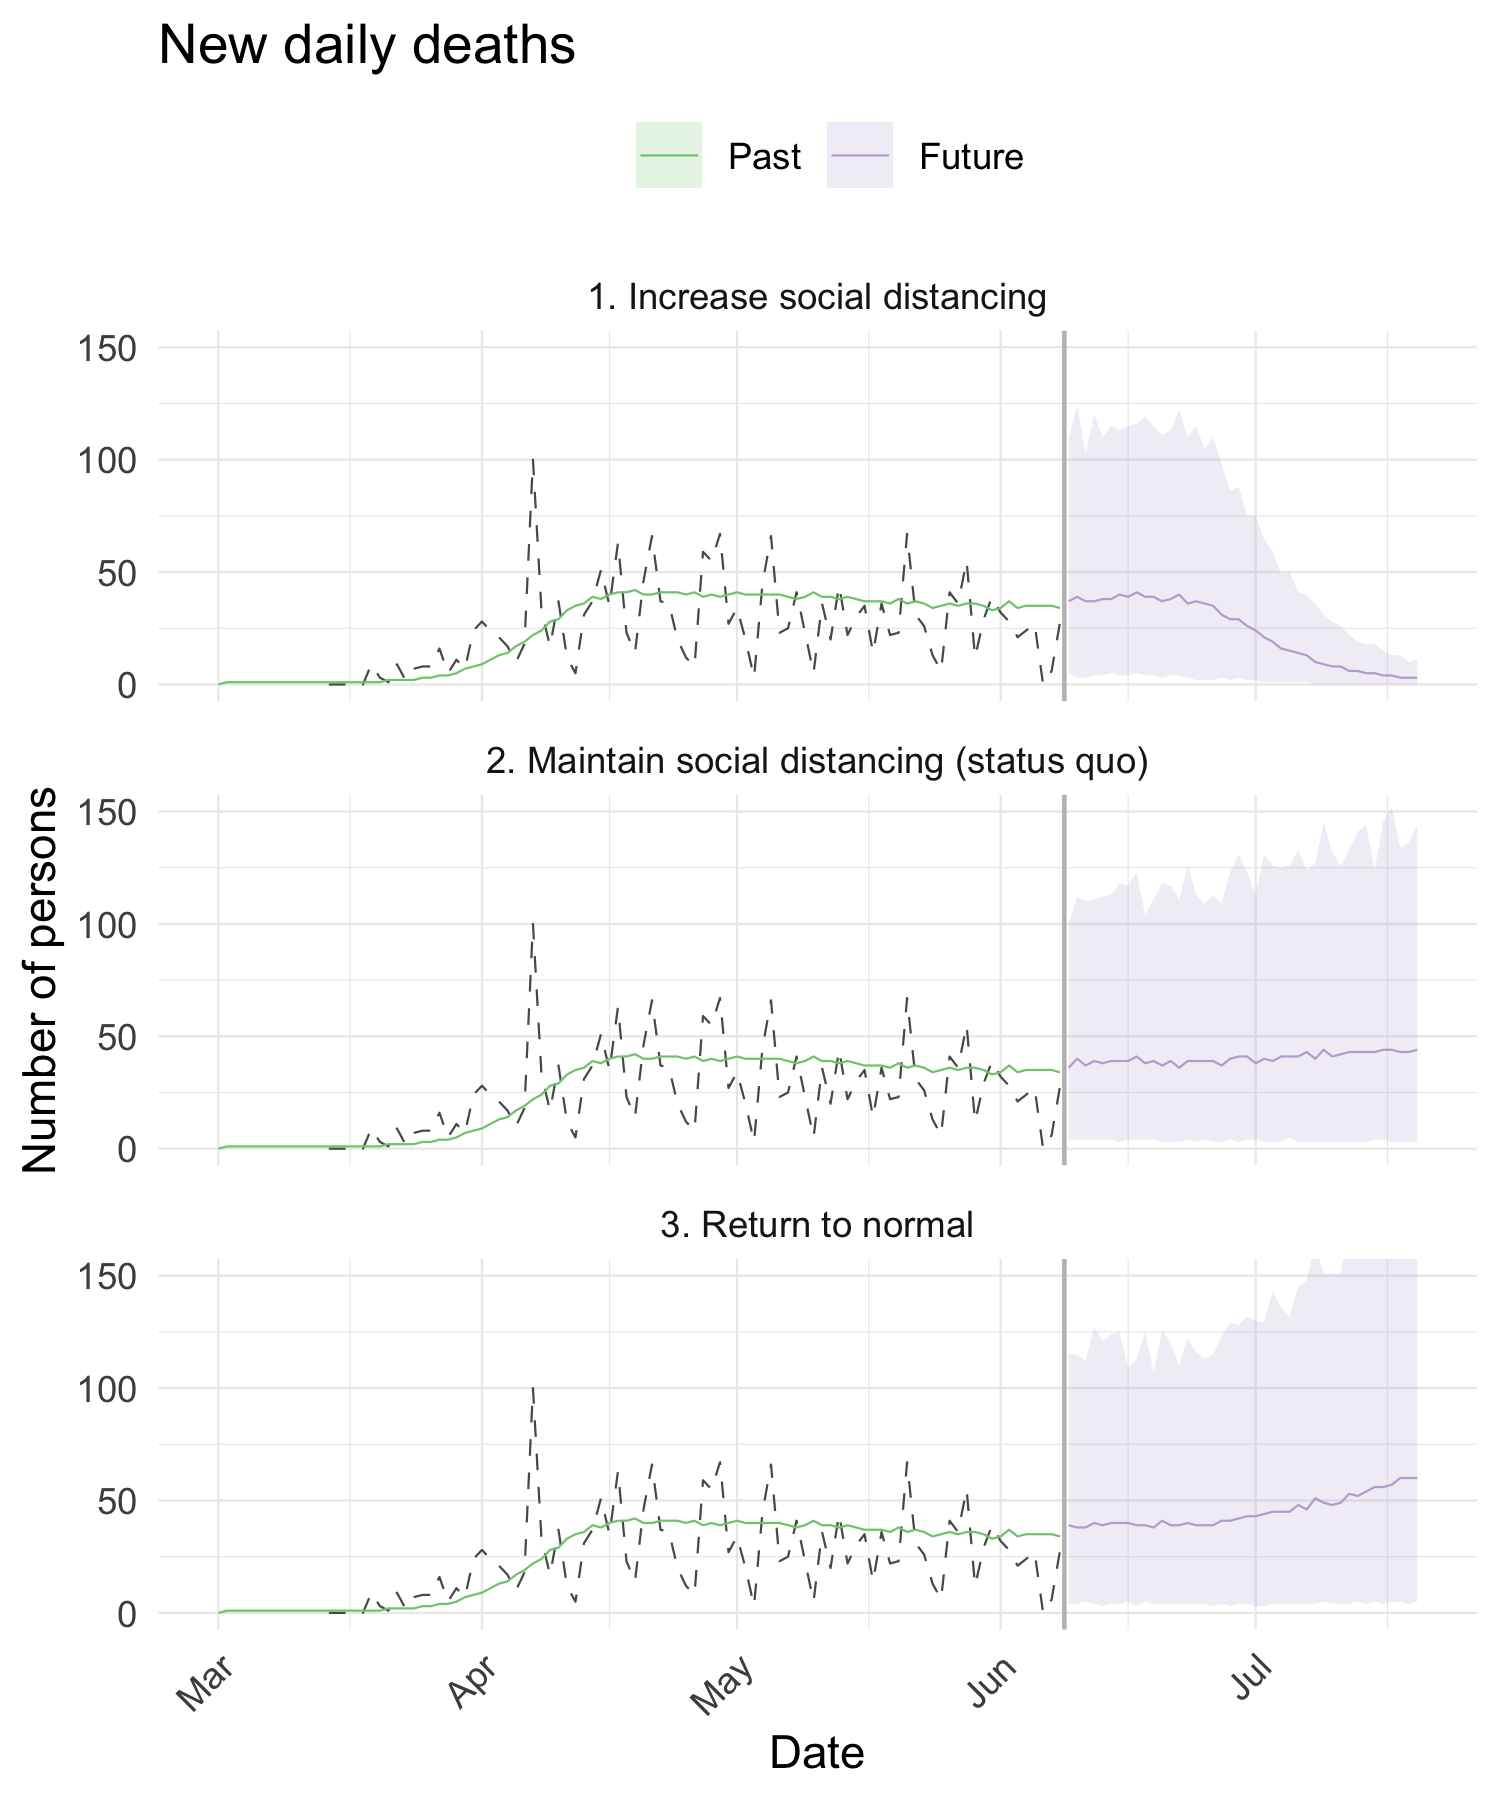 New daily deaths
Past Future
1. Increase social distancing
150
100
50
0
2. Maintain social distancing (status quo)
150
100
50
0
3. Return to normal
150
100
50
0
Number of persons
Mar Apr May Jun Jul
Date